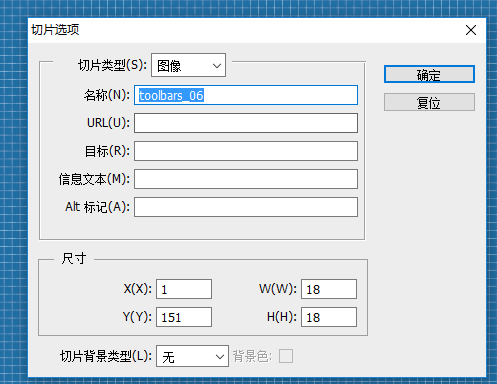 切片选项
切片类型(S): 图像
确定
名称(N): toolbars_06
复位
URL(U):
目标(R):
信息文本(M):
Alt 标记(A):
尺寸
X(X): 1 W(W): 18
Y(Y): 151 H(H): 18
切片背景类型(L): 无 背景色: